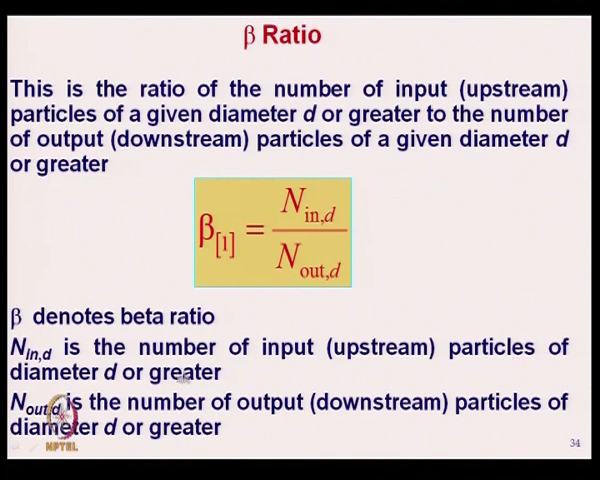 β Ratio
This is the ratio of the number of input (upstream)
particles of a given diameter d or greater to the number
of output (downstream) particles of a given diameter d
or greater
β[1] = Nin,d / Nout,d
β denotes beta ratio
Nin,d is the number of input (upstream) particles of
diameter d or greater
Nout,d is the number of output (downstream) particles of
diameter d or greater
NPTEL
34